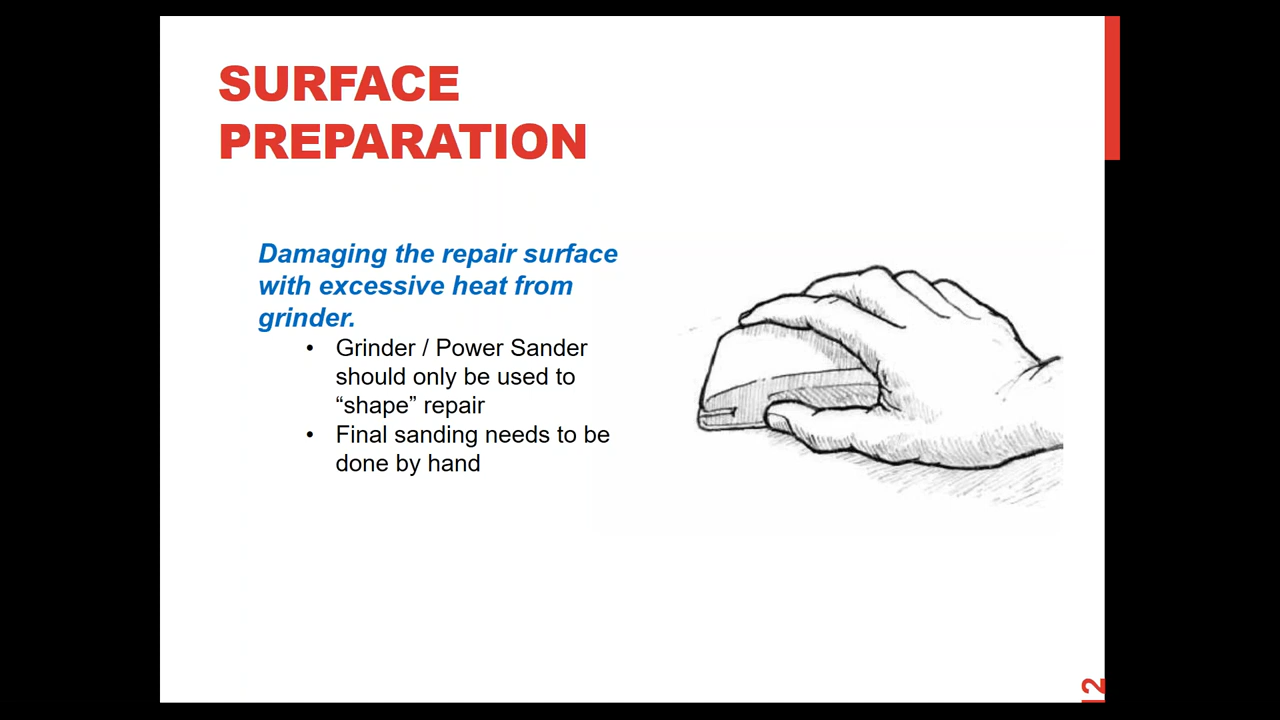 SURFACE
PREPARATION
Damaging the repair surface
with excessive heat from
grinder.
• Grinder / Power Sander
should only be used to
“shape” repair
• Final sanding needs to be
done by hand